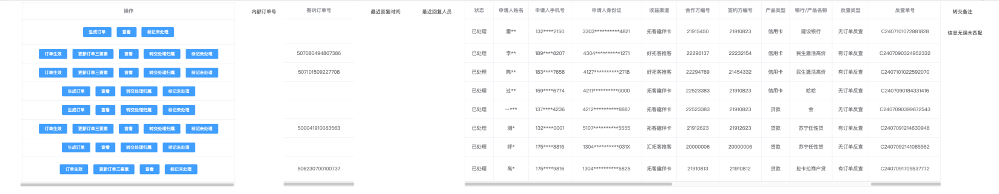 操作 内部订单号 客诉订单号 最近回复时间 最近回复人员 状态 申请人姓名 申请人手机号 申请人身份证 收益渠道 合作方编号 签约方编号 产品类型 银行/产品名称 反查类型 反查单号 转交备注
生成订单 查看 标记未处理 已处理 雷** 132****2150 3303**********4821 拓客趣伴卡 21915450 21910823 信用卡 建设银行 无订单反查 C2407101072881828 信息无误未匹配
订单生效 更新订单三要素 查看 转交处理归属 标记未处理 507080494807386 已处理 李** 189****8207 4304**********1271 好拓客推客 22296137 22232154 信用卡 民生激活高价 有订单反查 C2407090324952332
订单生效 更新订单三要素 查看 转交处理归属 标记未处理 507101509227708 已处理 陈** 183****7658 4127**********2718 好拓客推客 22294769 21454332 信用卡 民生激活高价 有订单反查 C2407101022592070
生成订单 查看 转交处理归属 标记未处理 已处理 过** 159****6774 4211**********0000 拓客趣伴卡 22523383 21910823 信用卡 哈哈 无订单反查 C2407090184331416
生成订单 查看 转交处理归属 标记未处理 已处理 ～*** 137****4236 4212**********8887 拓客趣伴卡 22523383 21910823 贷款 会 无订单反查 C2407090399872543
订单生效 更新订单三要素 查看 转交处理归属 标记未处理 500041910083563 已处理 测* 132****0001 5107**********5555 拓客趣伴卡 21912623 21912623 贷款 苏宁任性贷 有订单反查 C2407091214630948
生成订单 查看 转交处理归属 标记未处理 已处理 呼* 175****8816 1304**********031X 汇拓客推客 20000006 20000006 贷款 苏宁任性贷 无订单反查 C2407092141085562
订单生效 更新订单三要素 查看 标记未处理 506230700100737 已处理 高* 175****9816 1304**********5825 拓客趣伴卡 21910813 21910812 贷款 拉卡拉商户贷 有订单反查 C2407091709537772